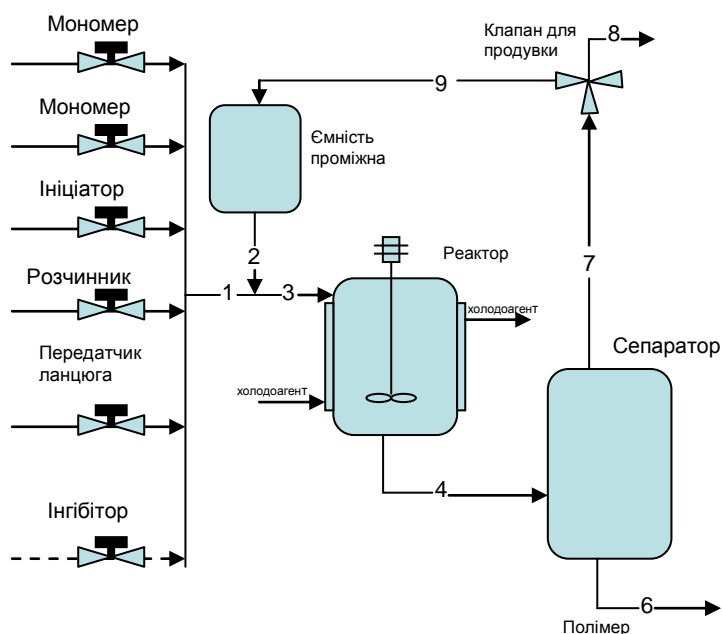 Мономер
Мономер
Ініціатор
Розчинник
Передатчик
ланцюга
Інгібітор
Клапан для
продувки
8
9
Ємність
проміжна
2
Реактор
7
1
3
холодоагент
Сепаратор
холодоагент
4
6
Полімер